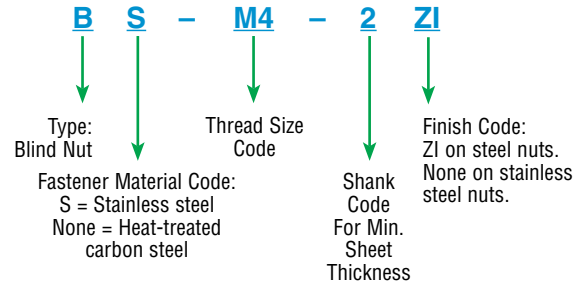 B S – M4 – 2 ZI
Type:
Blind Nut
Fastener Material Code:
S = Stainless steel
None = Heat-treated
carbon steel
Thread Size
Code
Shank
Code
For Min.
Sheet
Thickness
Finish Code:
ZI on steel nuts.
None on stainless
steel nuts.